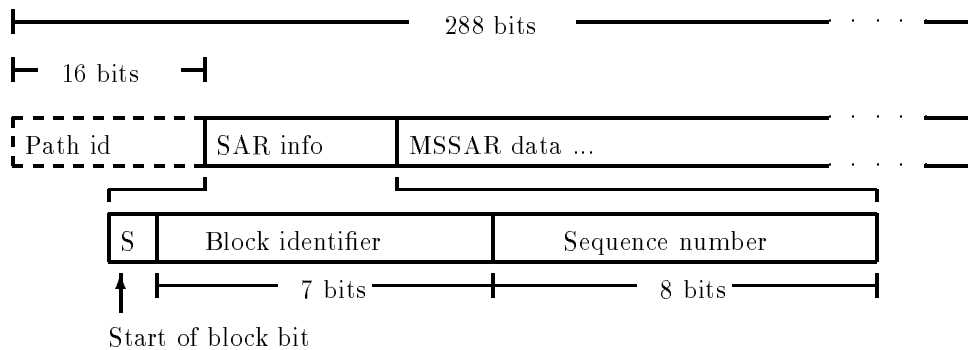 288 bits
16 bits
Path id
SAR info
MSSAR data ...
S
Block identifier
Sequence number
7 bits
8 bits
Start of block bit